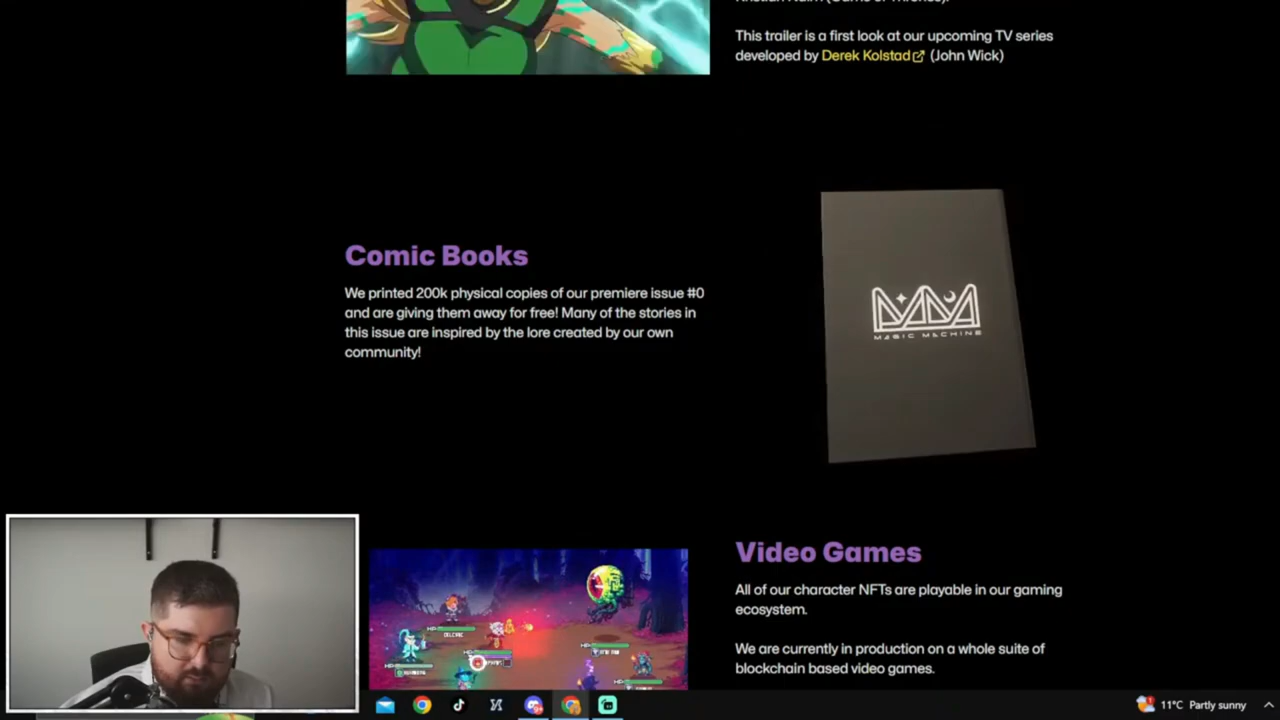 This trailer is a first look at our upcoming TV series
developed by Derek Kolstad (John Wick)
Comic Books
We printed 200k physical copies of our premiere issue #0
and are giving them away for free! Many of the stories in
this issue are inspired by the lore created by our own
community!
MAGIC MACHINE
Video Games
All of our character NFTs are playable in our gaming
ecosystem.
We are currently in production on a whole suite of
blockchain based video games.
11°C Partly sunny